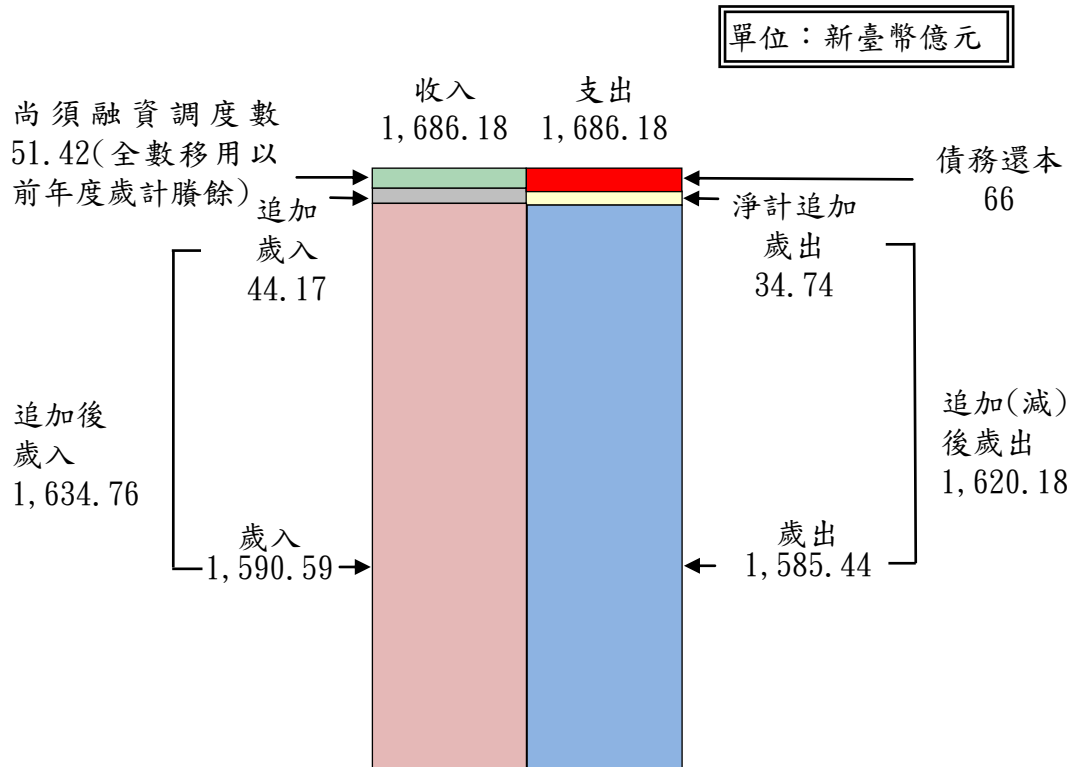 單位：新臺幣億元
收入
1,686.18
支出
1,686.18
尚須融資調度數
51.42(全數移用以
前年度歲計賸餘)
債務還本
66
追加
歲入
44.17
淨計追加
歲出
34.74
追加後
歲入
1,634.76
追加(減)
後歲出
1,620.18
歲入
1,590.59
歲出
1,585.44